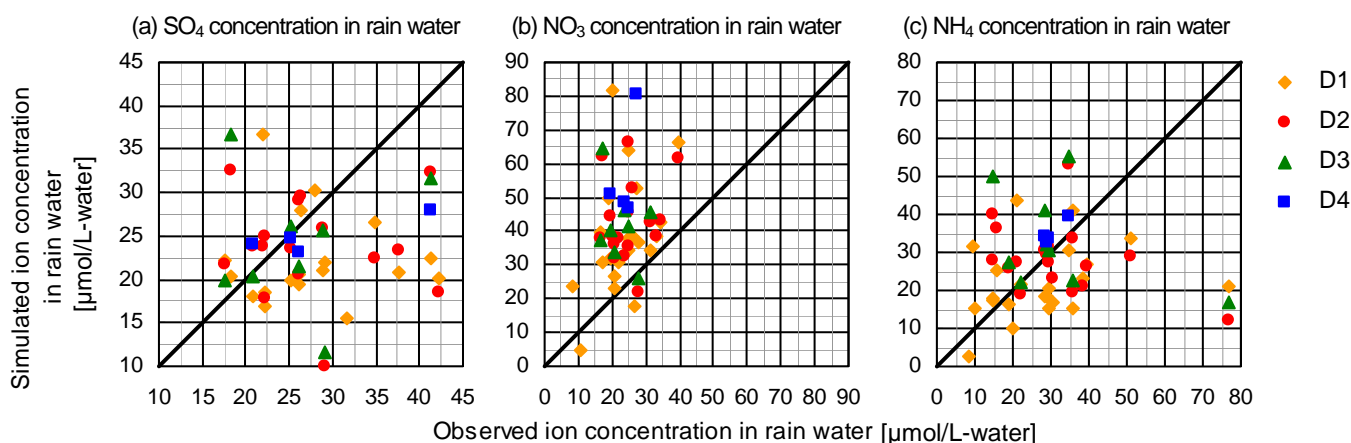 (a) SO₄ concentration in rain water
(b) NO₃ concentration in rain water
(c) NH₄ concentration in rain water
Simulated ion concentration
in rain water
[μmol/L-water]
45
40
35
30
25
20
15
10
10 15 20 25 30 35 40 45
90
80
70
60
50
40
30
20
10
0
0 10 20 30 40 50 60 70 80 90
80
70
60
50
40
30
20
10
0
0 10 20 30 40 50 60 70 80
D1
D2
D3
D4
Observed ion concentration in rain water [μmol/L-water]